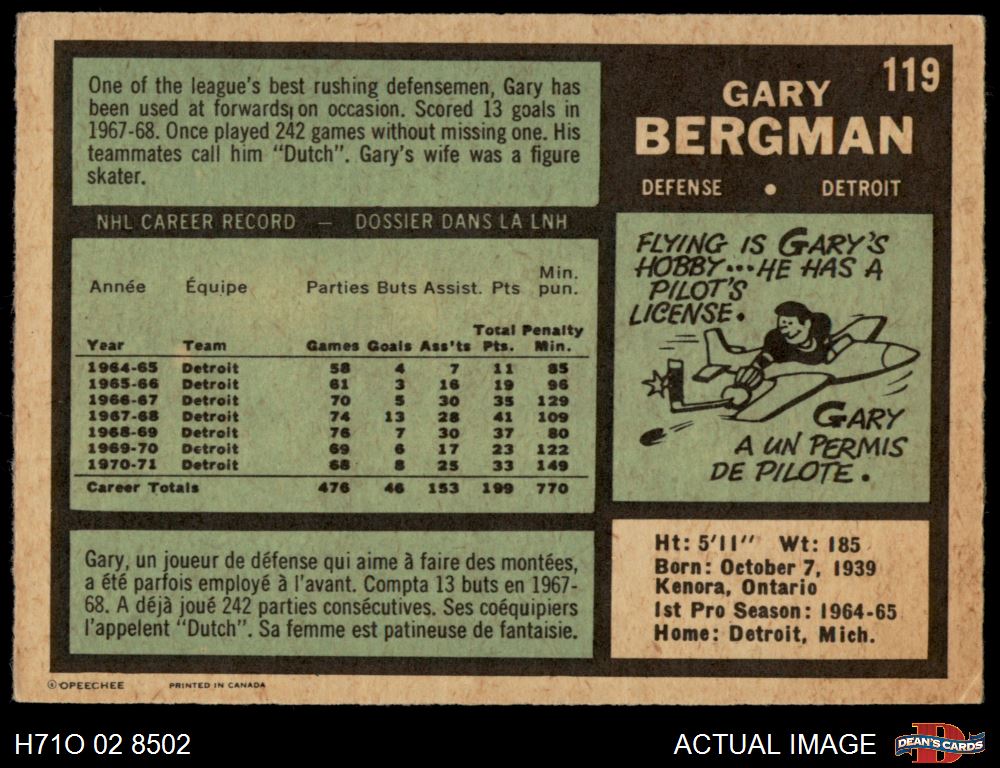 119
GARY
BERGMAN
DEFENSE • DETROIT
One of the league's best rushing defensemen, Gary has
been used at forwards on occasion. Scored 13 goals in
1967-68. Once played 242 games without missing one. His
teammates call him "Dutch". Gary's wife was a figure
skater.
NHL CAREER RECORD — DOSSIER DANS LA LNH
Année Équipe Parties Buts Assist. Pts Min. pun.
Year Team Games Goals Ass'ts Total Pts. Penalty Min.
1964-65 Detroit 58 4 7 11 85
1965-66 Detroit 61 3 16 19 96
1966-67 Detroit 70 5 30 35 129
1967-68 Detroit 74 13 28 41 109
1968-69 Detroit 76 7 30 37 80
1969-70 Detroit 69 6 17 23 122
1970-71 Detroit 68 8 25 33 149
Career Totals 476 46 153 199 770
Gary, un joueur de défense qui aime à faire des montées,
a été parfois employé à l'avant. Compta 13 buts en 1967-
68. A déjà joué 242 parties consécutives. Ses coéquipiers
l'appelent "Dutch". Sa femme est patineuse de fantaisie.
FLYING IS GARY'S
HOBBY...HE HAS A
PILOT'S
LICENSE.
GARY
A UN PERMIS
DE PILOTE.
Ht: 5'11" Wt: 185
Born: October 7, 1939
Kenora, Ontario
1st Pro Season: 1964-65
Home: Detroit, Mich.
© OPEECHEE PRINTED IN CANADA
H71O 02 8502
ACTUAL IMAGE
D
DEAN'S CARDS